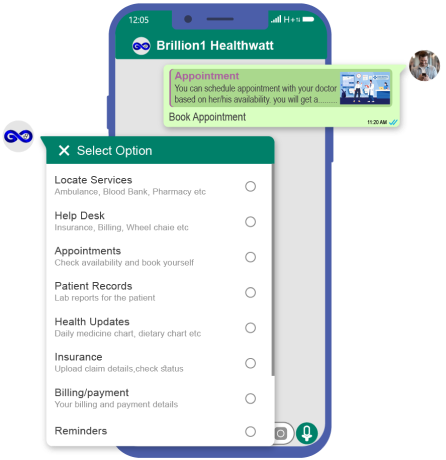 12:05
H+
Brillion1 Healthwatt
Appointment
You can schedule appointment with your doctor
based on her/his availability. you will get a.........
Book Appointment
11:20 AM
Select Option
Locate Services
Ambulance, Blood Bank, Pharmacy etc
Help Desk
Insurance, Billing, Wheel chaie etc
Appointments
Check availability and book yourself
Patient Records
Lab reports for the patient
Health Updates
Daily medicine chart, dietary chart etc
Insurance
Upload claim details,check status
Billing/payment
Your billing and payment details
Reminders